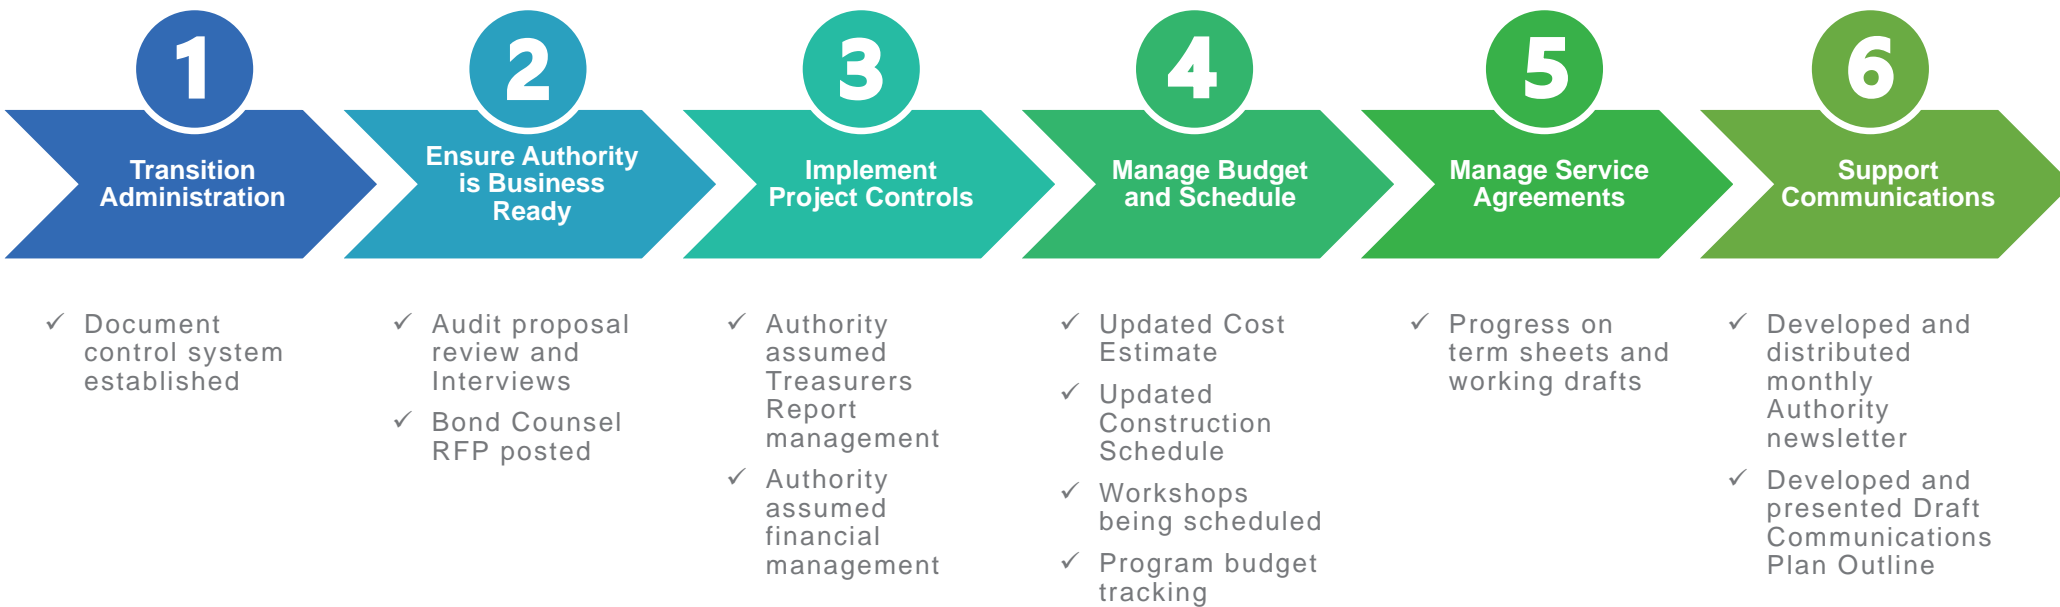 1
Transition
Administration
✓ Document
control system
established
2
Ensure Authority
is Business
Ready
✓ Audit proposal
review and
Interviews
✓ Bond Counsel
RFP posted
3
Implement
Project Controls
✓ Authority
assumed
Treasurers
Report
management
✓ Authority
assumed
financial
management
4
Manage Budget
and Schedule
✓ Updated Cost
Estimate
✓ Updated
Construction
Schedule
✓ Workshops
being scheduled
✓ Program budget
tracking
5
Manage Service
Agreements
✓ Progress on
term sheets and
working drafts
6
Support
Communications
✓ Developed and
distributed
monthly
Authority
newsletter
✓ Developed and
presented Draft
Communications
Plan Outline